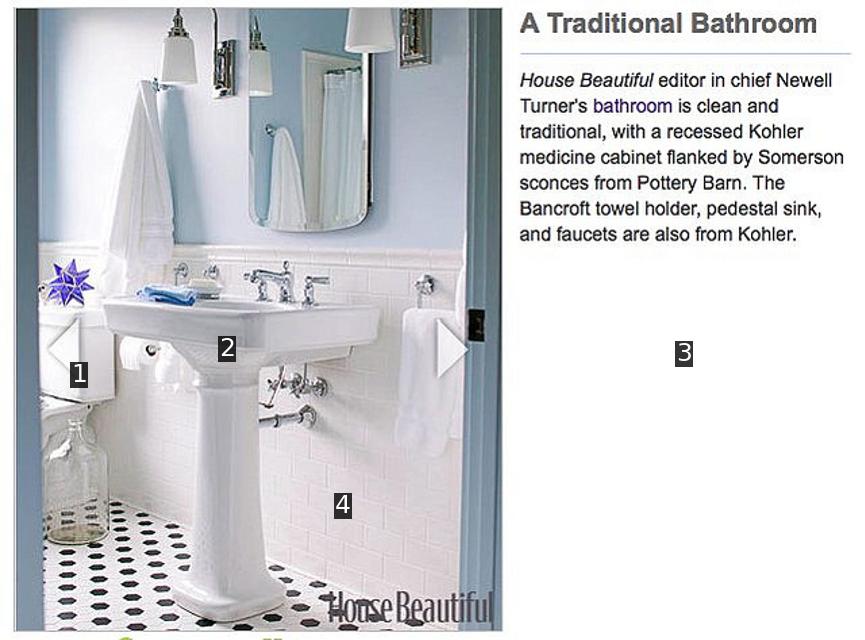 A Traditional Bathroom
House Beautiful editor in chief Newell
Turner's bathroom is clean and
traditional, with a recessed Kohler
medicine cabinet flanked by Somerson
sconces from Pottery Barn. The
Bancroft towel holder, pedestal sink,
and faucets are also from Kohler.
1
2
3
4
House Beautiful